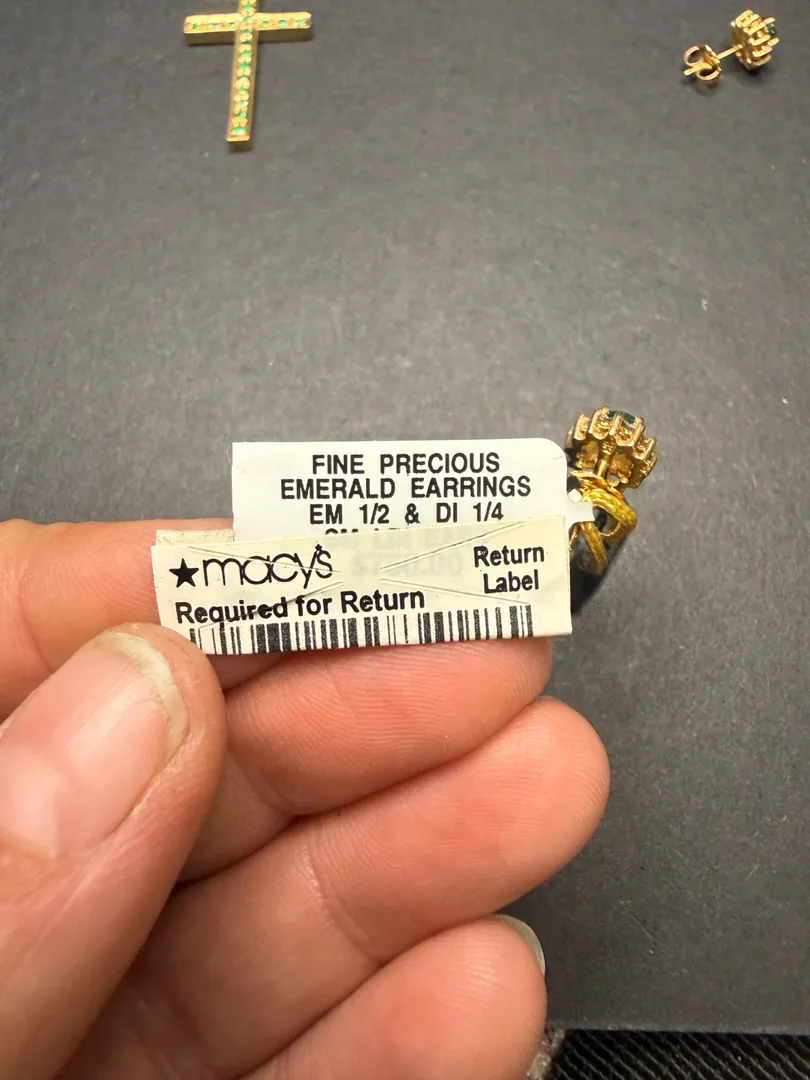 FINE PRECIOUS
EMERALD EARRINGS
EM 1/2 & DI 1/4
★macy's
Return
Label
Required for Return